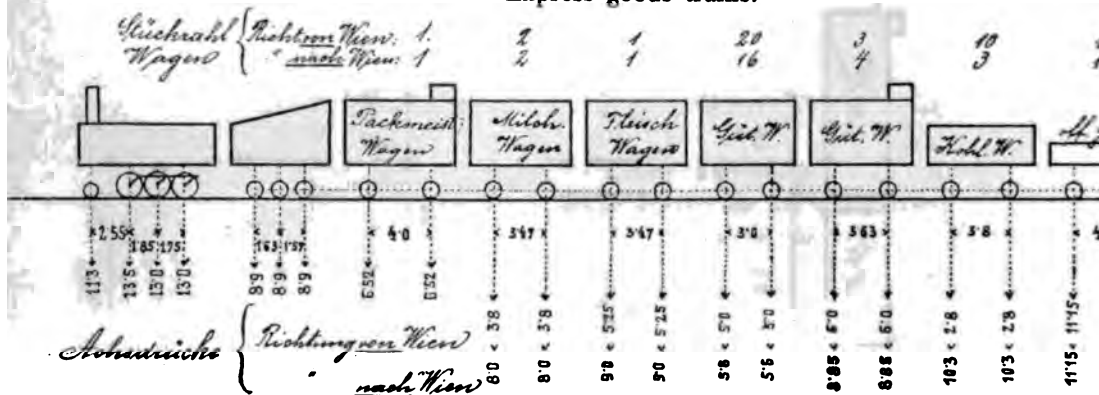 Express goods trains.
Stückzahl Wagen { Richt. von Wien: 1. 2 1 20 3 10
" nach Wien: 1 2 1 16 4 3
Packmeist: Wagen
Milch. Wagen
Fleisch Wagen
Güt. W.
Güt. W.
Kohl. W.
2·55 1·85 1·75 1·63 1·57 4·0 3·47 3·47 3·0 3·63 3·8
11·3 13·5 13·0 13·0 8·9 8·9 8·9 6·52 6·52
Achsdrücke { Richtung von Wien 3·8 3·8 5·25 5·25 5·0 5·0 6·0 6·0 2·8 2·8 11·15
" nach Wien 8·0 8·0 9·0 9·0 5·6 5·6 8·85 8·85 10·3 10·3 11·15